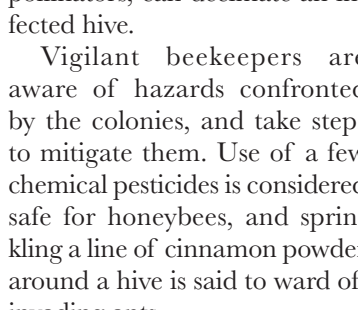 pollinators, can decimate an in-
fected hive.
Vigilant beekeepers are
aware of hazards confronted
by the colonies, and take step
to mitigate them. Use of a few
chemical pesticides is considered
safe for honeybees, and sprin
kling a line of cinnamon powder
around a hive is said to ward of
invading ants